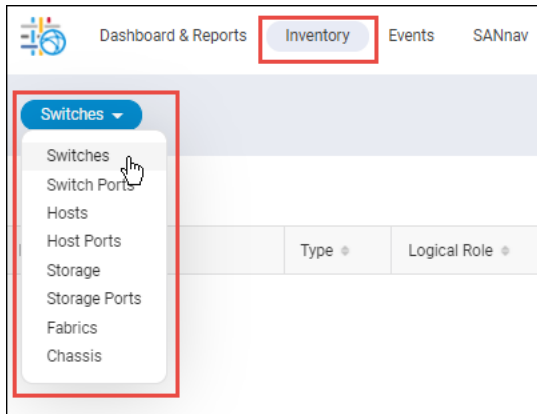 Dashboard & Reports Inventory Events SANnav
Switches
Switches
Switch Ports
Hosts
Host Ports
Type Logical Role
Storage
Storage Ports
Fabrics
Chassis